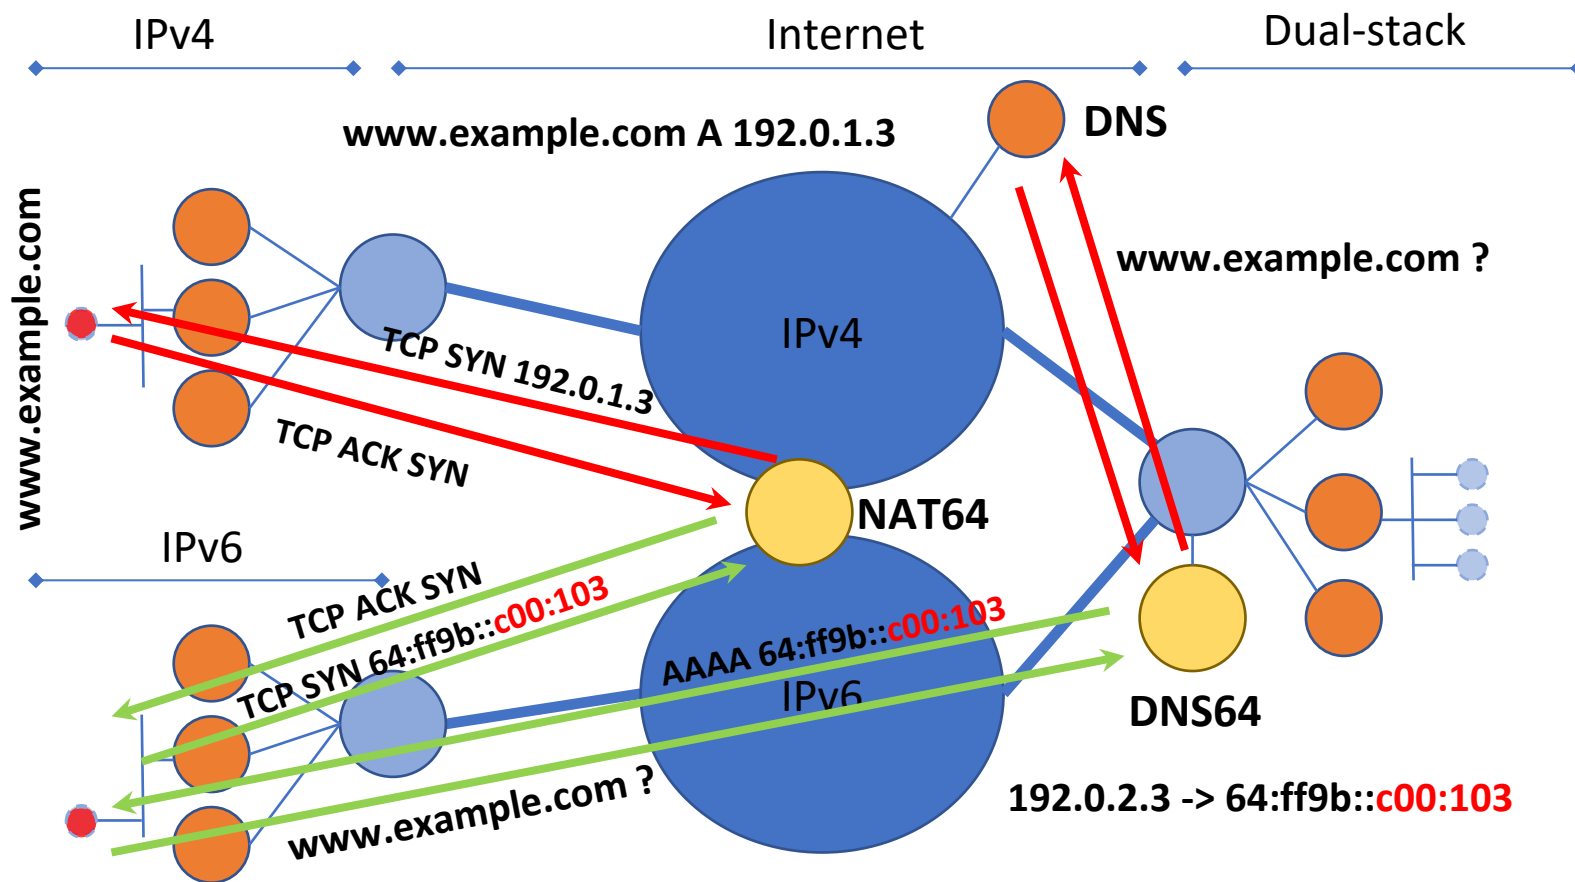 IPv4
Internet
Dual-stack
www.example.com A 192.0.1.3
DNS
www.example.com
www.example.com ?
IPv4
TCP SYN 192.0.1.3
TCP ACK SYN
NAT64
IPv6
TCP ACK SYN
TCP SYN 64:ff9b::c00:103
AAAA 64:ff9b::c00:103
IPv6
DNS64
www.example.com ?
192.0.2.3 -> 64:ff9b::c00:103